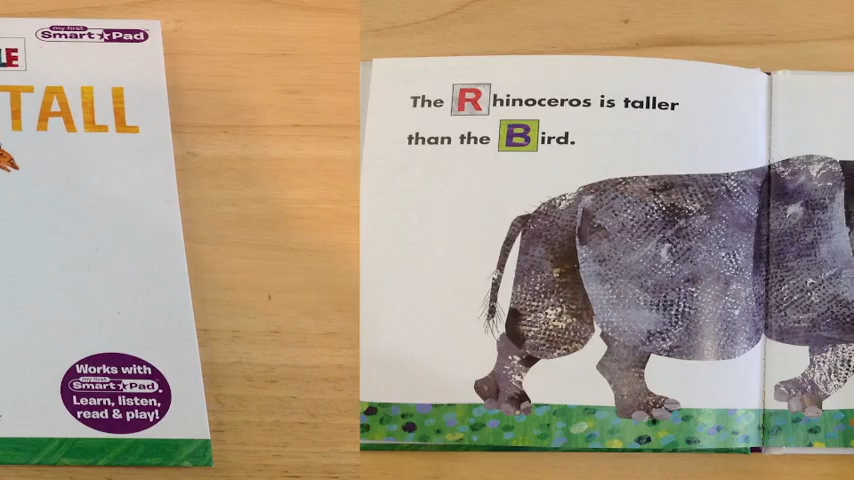 my first
Smart★Pad
LE
TALL
Works with
my first
Smart★Pad.
Learn, listen,
read & play!
The Rhinoceros is taller
than the Bird.